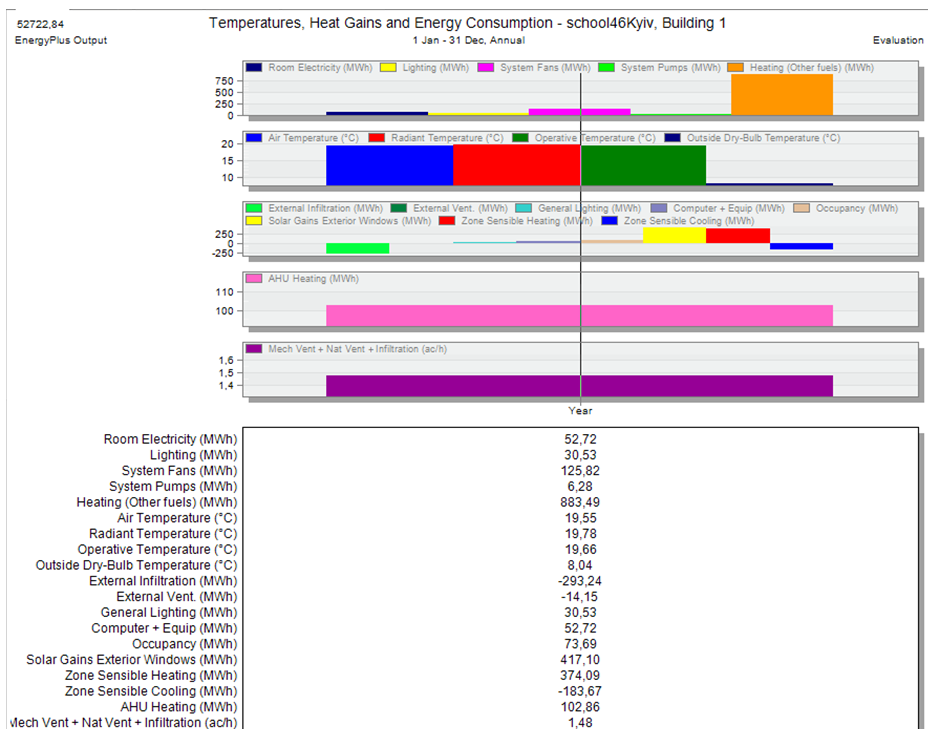 52722,84
Temperatures, Heat Gains and Energy Consumption - school46Kyiv, Building 1
EnergyPlus Output
1 Jan - 31 Dec, Annual
Evaluation
Room Electricity (MWh) Lighting (MWh) System Fans (MWh) System Pumps (MWh) Heating (Other fuels) (MWh)
750
500
250
0
Air Temperature (°C) Radiant Temperature (°C) Operative Temperature (°C) Outside Dry-Bulb Temperature (°C)
20
15
10
External Infiltration (MWh) External Vent. (MWh) General Lighting (MWh) Computer + Equip (MWh) Occupancy (MWh)
Solar Gains Exterior Windows (MWh) Zone Sensible Heating (MWh) Zone Sensible Cooling (MWh)
250
0
-250
AHU Heating (MWh)
110
100
Mech Vent + Nat Vent + Infiltration (ac/h)
1,6
1,5
1,4
Year
Room Electricity (MWh) 52,72
Lighting (MWh) 30,53
System Fans (MWh) 125,82
System Pumps (MWh) 6,28
Heating (Other fuels) (MWh) 883,49
Air Temperature (°C) 19,55
Radiant Temperature (°C) 19,78
Operative Temperature (°C) 19,66
Outside Dry-Bulb Temperature (°C) 8,04
External Infiltration (MWh) -293,24
External Vent. (MWh) -14,15
General Lighting (MWh) 30,53
Computer + Equip (MWh) 52,72
Occupancy (MWh) 73,69
Solar Gains Exterior Windows (MWh) 417,10
Zone Sensible Heating (MWh) 374,09
Zone Sensible Cooling (MWh) -183,67
AHU Heating (MWh) 102,86
Mech Vent + Nat Vent + Infiltration (ac/h) 1,48